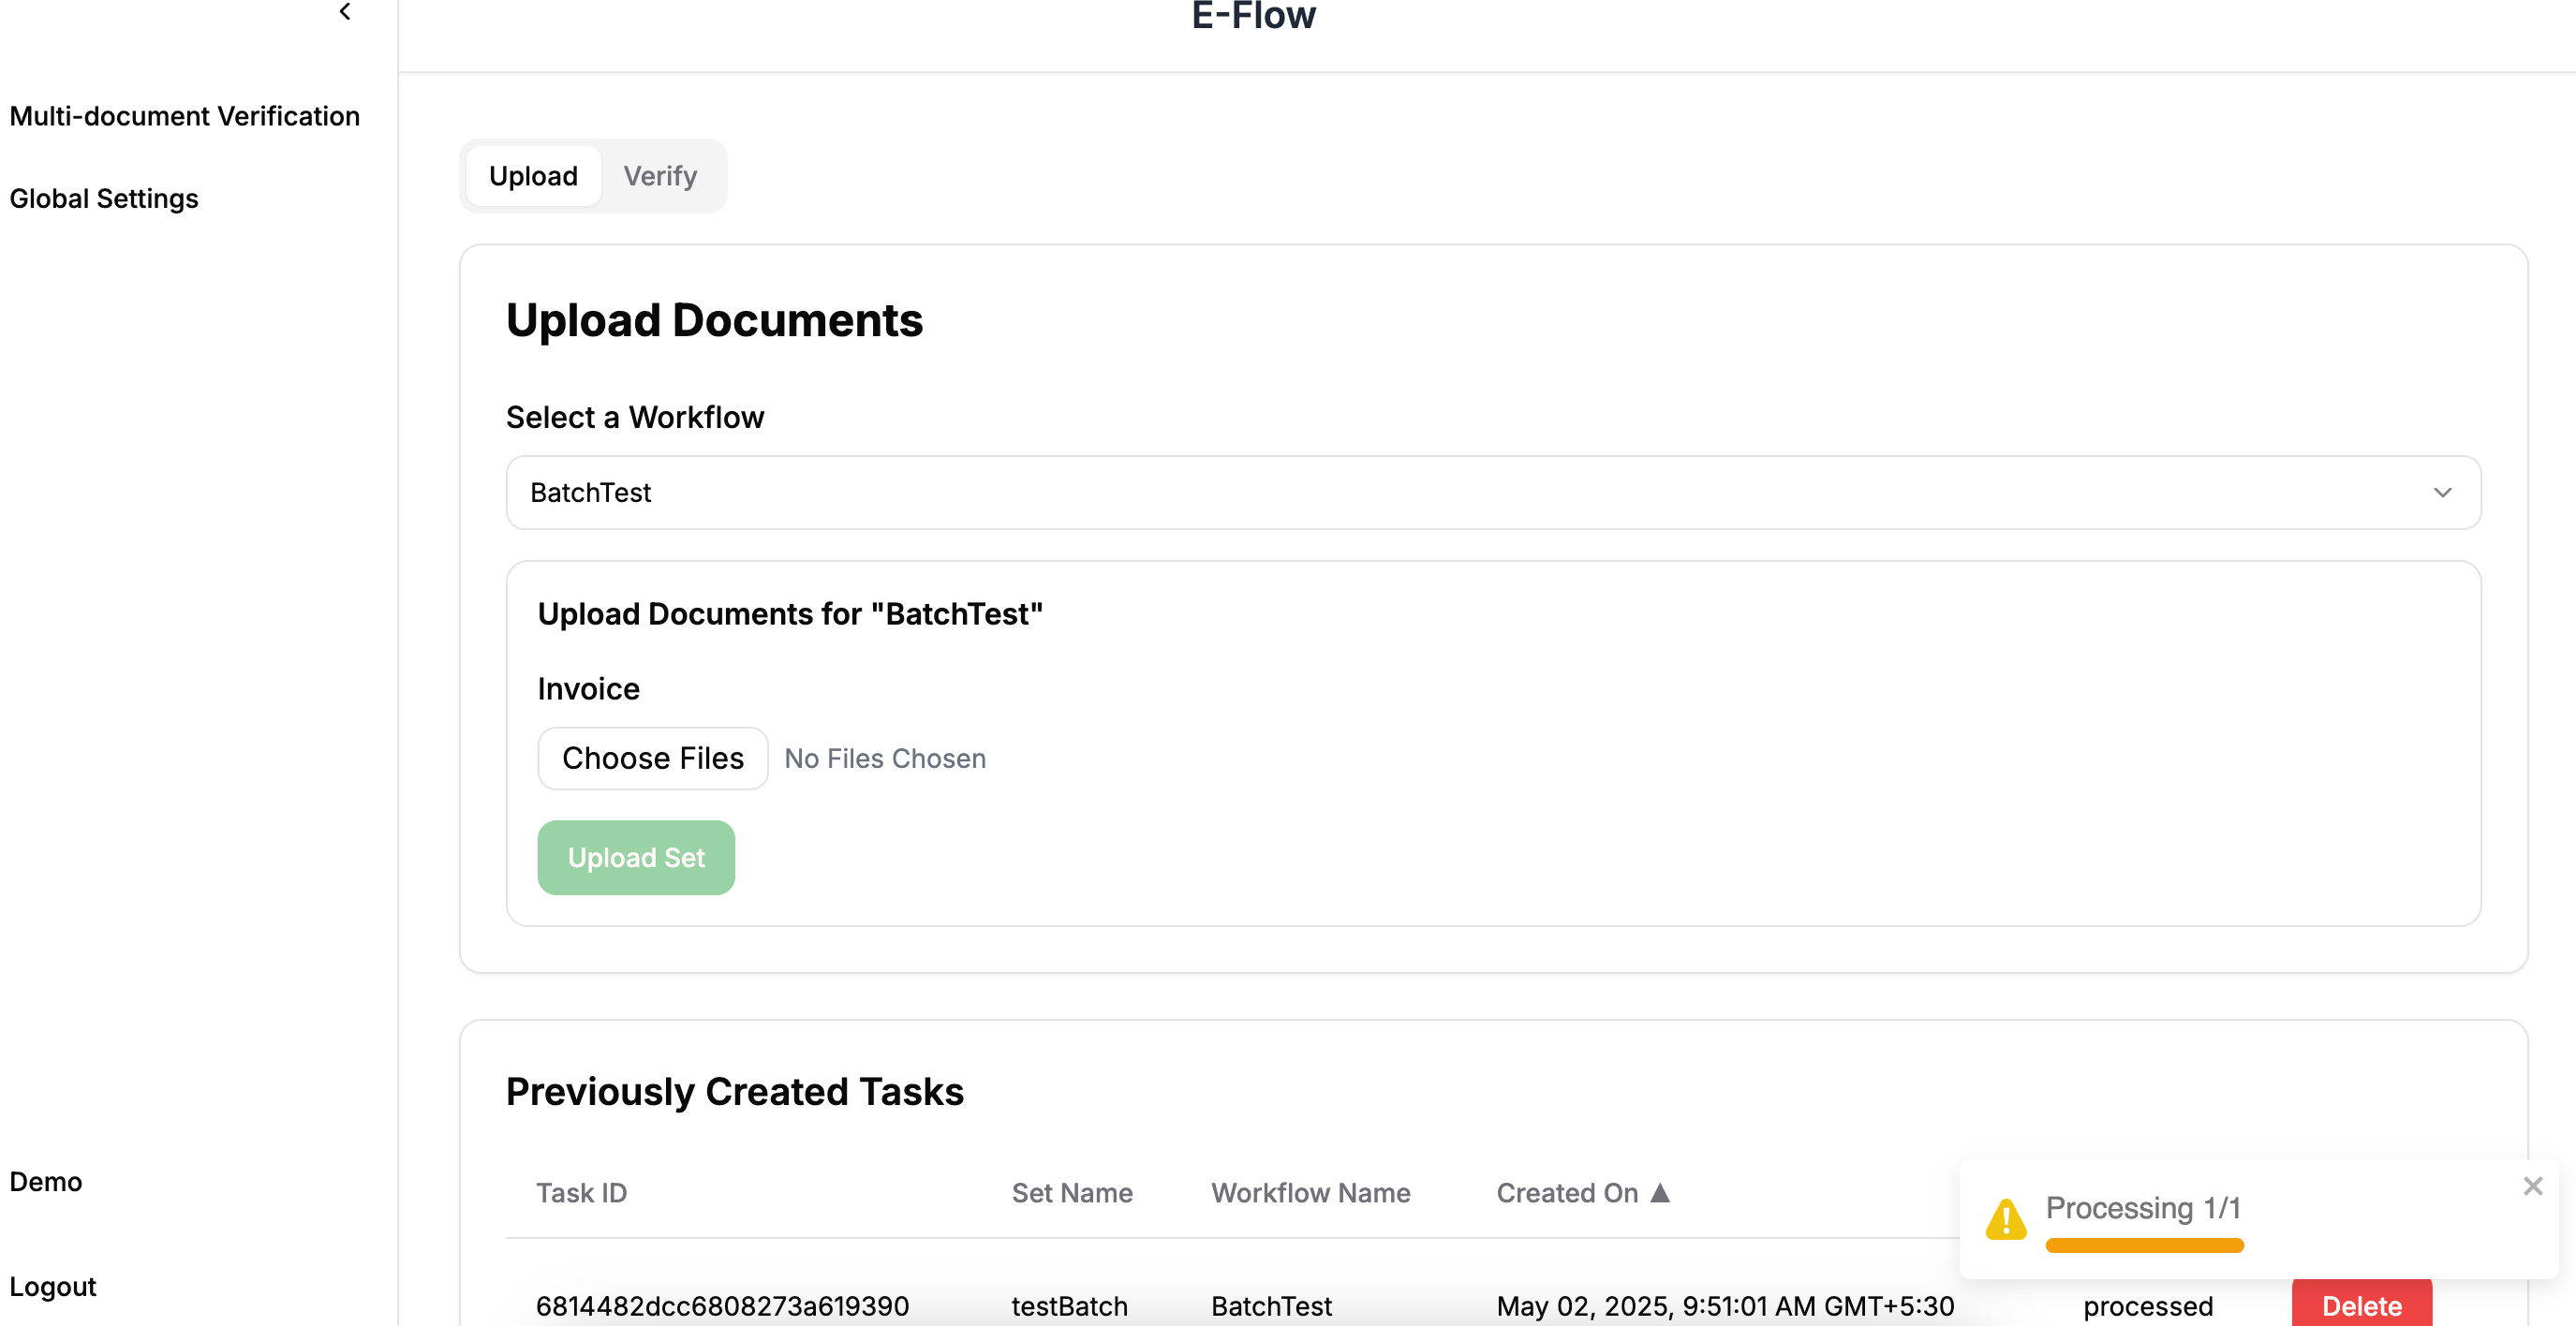 E-Flow
Multi-document Verification
Global Settings
Upload
Verify
Upload Documents
Select a Workflow
BatchTest
Upload Documents for "BatchTest"
Invoice
Choose Files
No Files Chosen
Upload Set
Previously Created Tasks
Task ID Set Name Workflow Name Created On ▲
6814482dcc6808273a619390 testBatch BatchTest May 02, 2025, 9:51:01 AM GMT+5:30 processed Delete
Processing 1/1
Demo
Logout